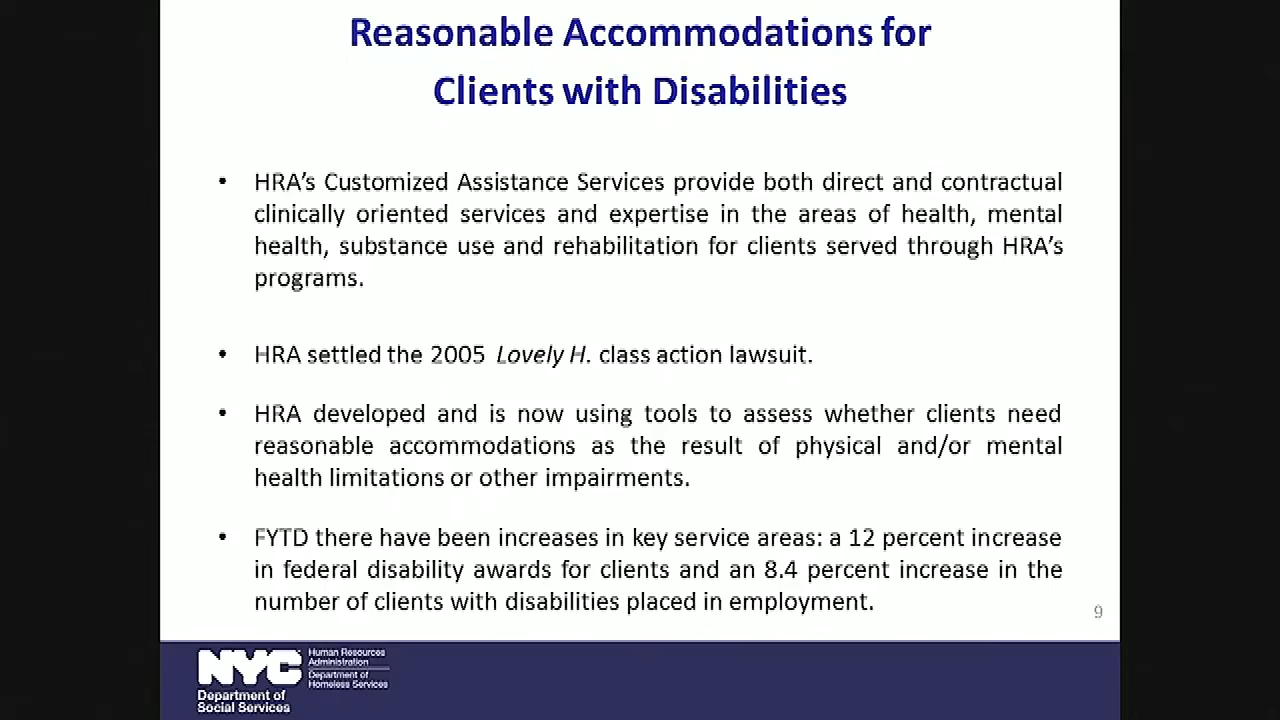 Reasonable Accommodations for
Clients with Disabilities
• HRA's Customized Assistance Services provide both direct and contractual
clinically oriented services and expertise in the areas of health, mental
health, substance use and rehabilitation for clients served through HRA's
programs.
• HRA settled the 2005 Lovely H. class action lawsuit.
• HRA developed and is now using tools to assess whether clients need
reasonable accommodations as the result of physical and/or mental
health limitations or other impairments.
• FYTD there have been increases in key service areas: a 12 percent increase
in federal disability awards for clients and an 8.4 percent increase in the
number of clients with disabilities placed in employment.
9
NYC
Department of
Social Services
Human Resources
Administration
Department of
Homeless Services